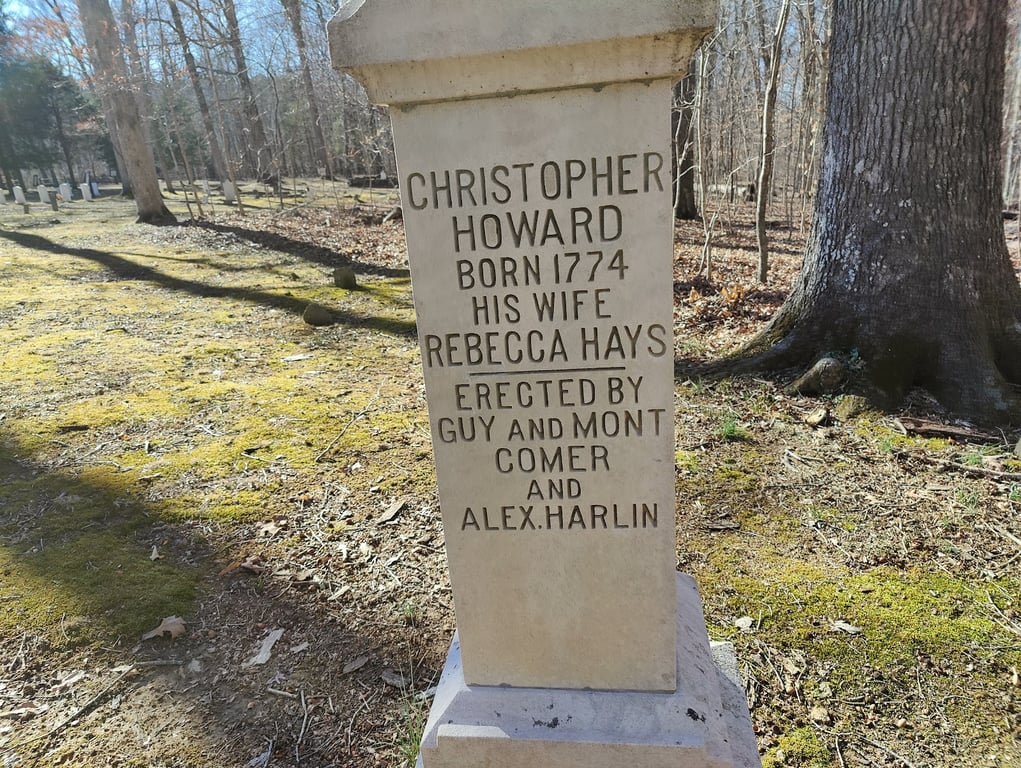 CHRISTOPHER
HOWARD
BORN 1774
HIS WIFE
REBECCA HAYS
ERECTED BY
GUY AND MONT
COMER
AND
ALEX. HARLIN